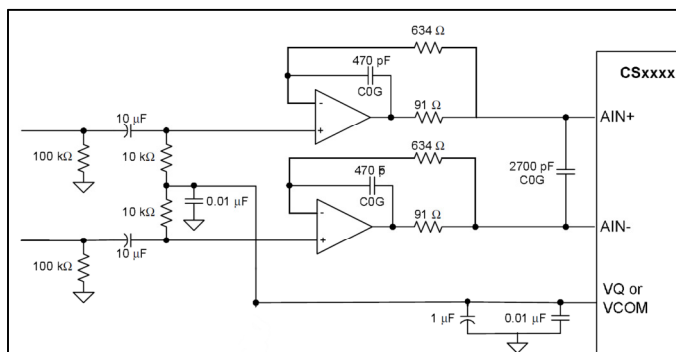 634 Ω
470 pF
C0G
CSxxxx
91 Ω
AIN+
10 µF
100 kΩ
10 kΩ
634 Ω
2700 pF
C0G
470 F
C0G
0.01 µF
10 kΩ
91 Ω
AIN-
10 µF
100 kΩ
VQ or
VCOM
1 µF
0.01 µF